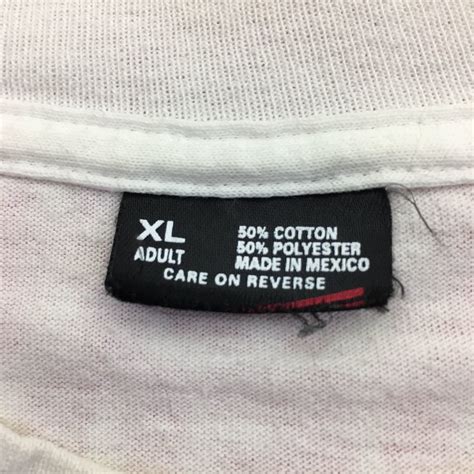 XL
ADULT
50% COTTON
50% POLYESTER
MADE IN MEXICO
CARE ON REVERSE